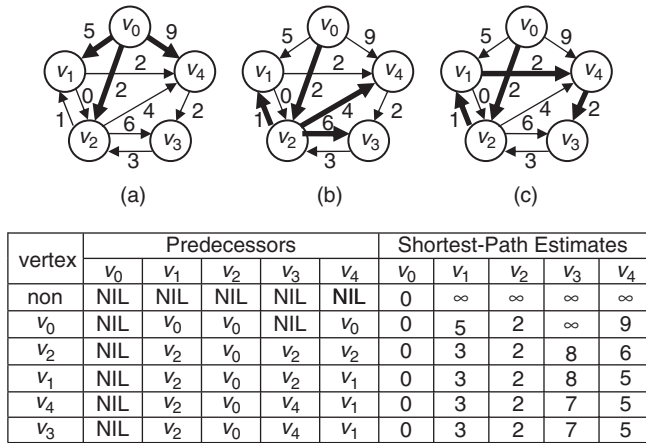 v0 v0 v0
5 9 5 9 5 9
v1 2 v4 v1 2 v4 v1 2 v4
0 2 0 2 0 2
1 4 2 1 4 2 1 4 2
v2 6 v3 v2 6 v3 v2 6 v3
3 3 3
(a) (b) (c)
vertex Predecessors Shortest-Path Estimates
v0 v1 v2 v3 v4 v0 v1 v2 v3 v4
non NIL NIL NIL NIL NIL 0 ∞ ∞ ∞ ∞
v0 NIL v0 v0 NIL v0 0 5 2 ∞ 9
v2 NIL v2 v0 v2 v2 0 3 2 8 6
v1 NIL v2 v0 v2 v1 0 3 2 8 5
v4 NIL v2 v0 v4 v1 0 3 2 7 5
v3 NIL v2 v0 v4 v1 0 3 2 7 5